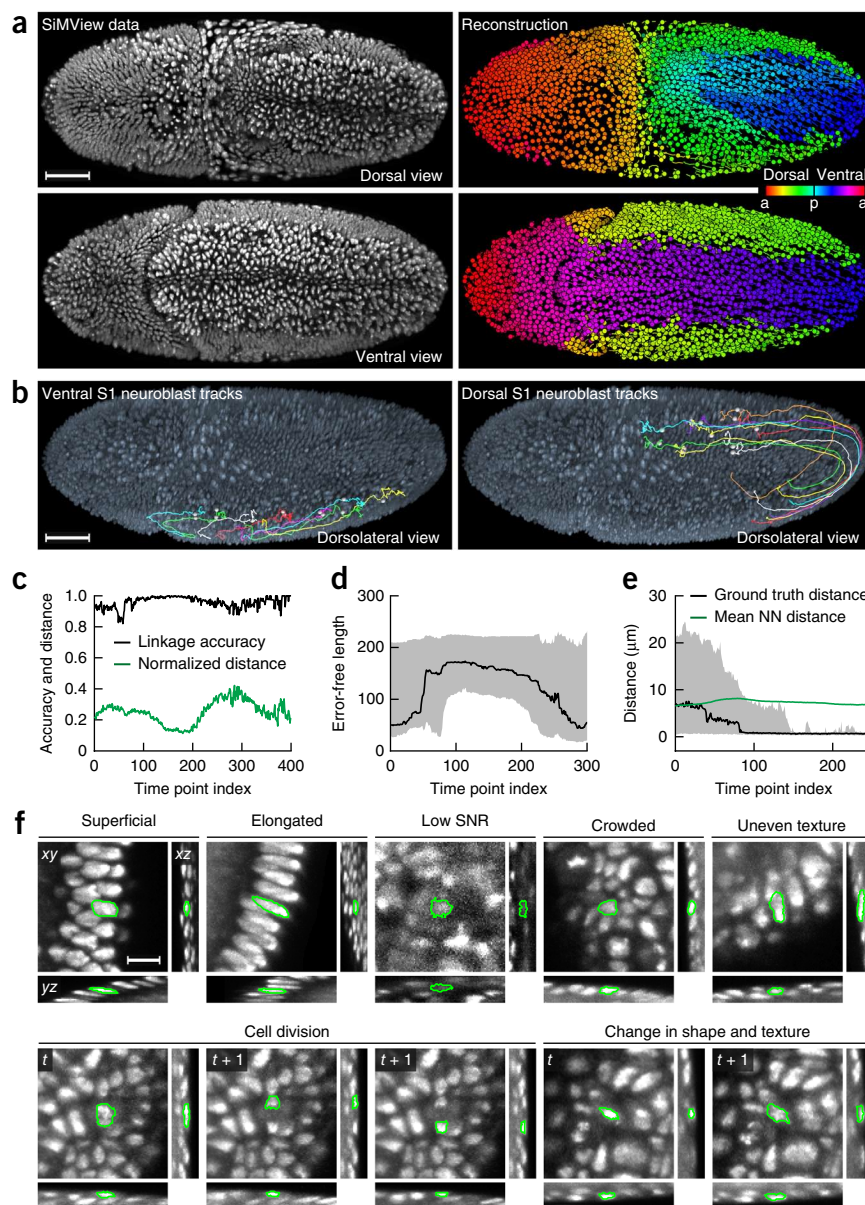 a
SiMView data
Dorsal view
Reconstruction
Dorsal Ventral
a p a
Ventral view
b
Ventral S1 neuroblast tracks
Dorsolateral view
Dorsal S1 neuroblast tracks
Dorsolateral view
c
Accuracy and distance
1.0
0.8
0.6
0.4
0.2
0
Linkage accuracy
Normalized distance
0 100 200 300 400
Time point index
d
Error-free length
300
200
100
0
0 100 200 300
Time point index
e
Distance (μm)
30
20
10
0
Ground truth distance
Mean NN distance
0 100 200
Time point index
f
Superficial
Elongated
Low SNR
Crowded
Uneven texture
xy
xz
yz
Cell division
Change in shape and texture
t
t + 1
t + 1
t
t + 1